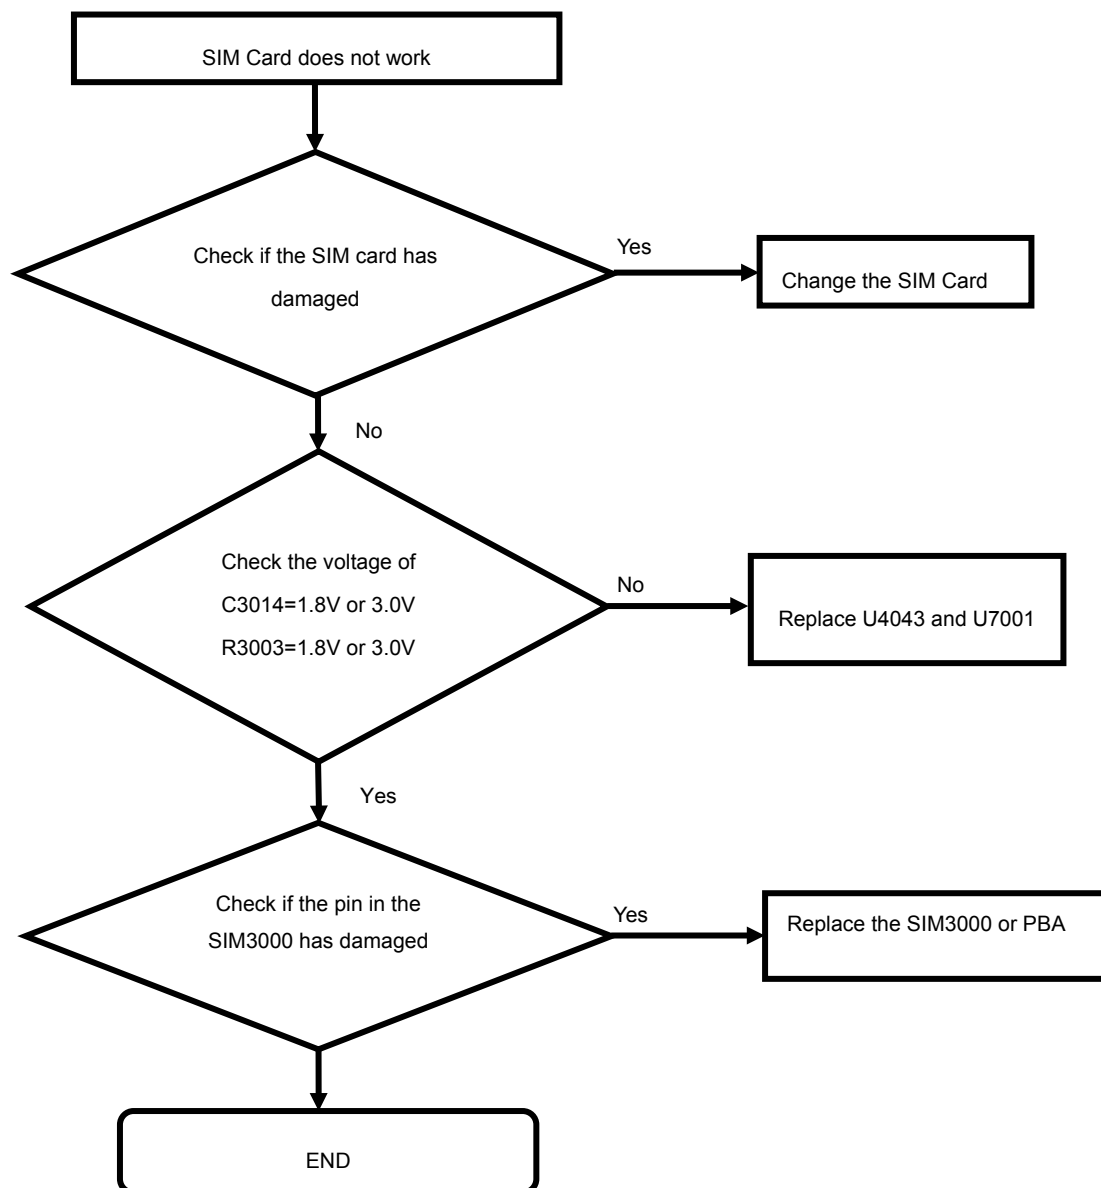 SIM Card does not work
Check if the SIM card has
damaged
Yes
Change the SIM Card
No
Check the voltage of
C3014=1.8V or 3.0V
R3003=1.8V or 3.0V
No
Replace U4043 and U7001
Yes
Check if the pin in the
SIM3000 has damaged
Yes
Replace the SIM3000 or PBA
END